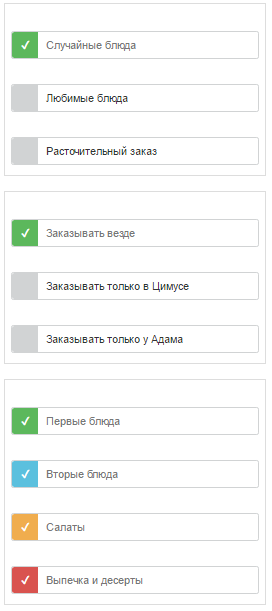 Случайные блюда
Любимые блюда
Расточительный заказ
Заказывать везде
Заказывать только в Цимусе
Заказывать только у Адама
Первые блюда
Вторые блюда
Салаты
Выпечка и десерты